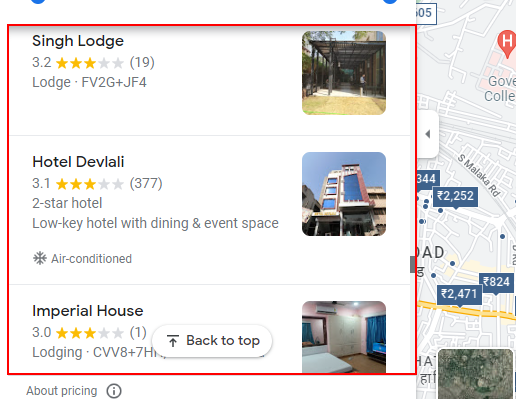 Singh Lodge
3.2 (19)
Lodge · FV2G+JF4
Hotel Devlali
3.1 (377)
2-star hotel
Low-key hotel with dining & event space
Air-conditioned
Imperial House
3.0 (1)
Lodging · CVV8+7H
Back to top
About pricing
605
H
Gove
Colle
S Malaka Rd
344
₹2,252
OAD
₹824
₹2,471
HAT